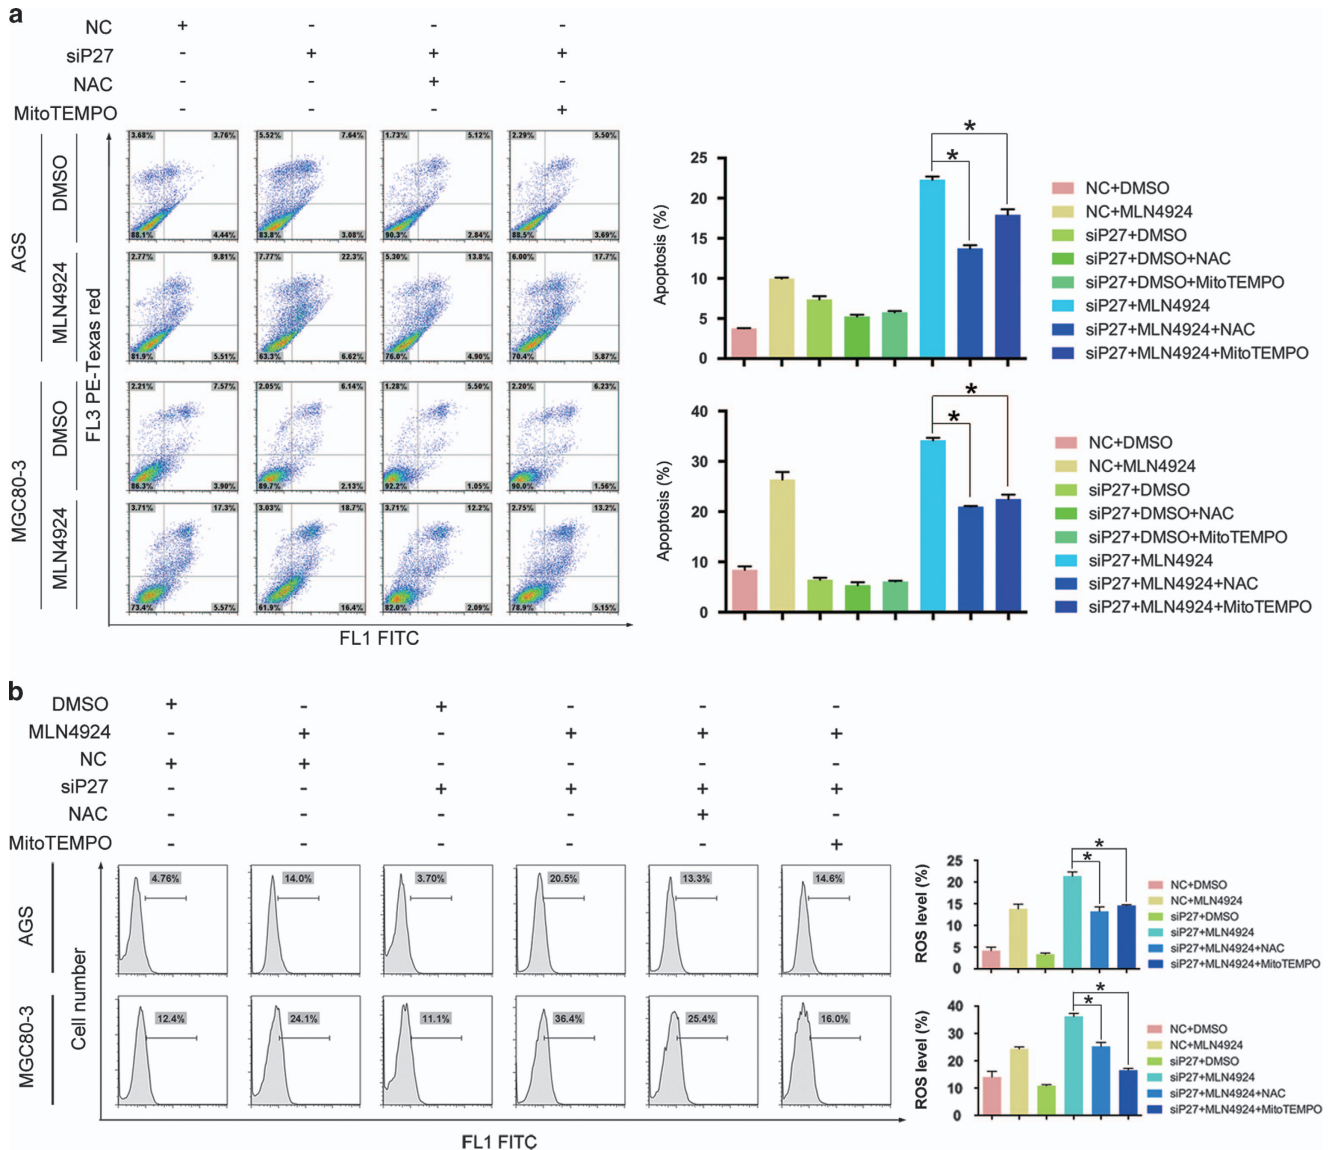 a
NC + - - -
siP27 - + + +
NAC - - + -
MitoTEMPO - - - +
AGS
DMSO
3.68% 3.76% 5.52% 7.64% 1.73% 5.12% 2.29% 5.50%
88.1% 4.44% 83.8% 3.08% 90.3% 2.84% 88.5% 3.69%
MLN4924
2.77% 9.81% 7.77% 22.3% 5.30% 13.8% 6.00% 17.7%
81.9% 5.51% 63.3% 6.62% 76.0% 4.90% 70.4% 5.87%
MGC80-3
DMSO
2.21% 7.57% 2.05% 6.14% 1.28% 5.50% 2.20% 6.23%
86.3% 3.90% 89.7% 2.13% 92.2% 1.05% 90.0% 1.56%
MLN4924
3.71% 17.3% 3.03% 18.7% 3.71% 12.2% 2.75% 13.2%
73.4% 5.57% 61.9% 16.4% 82.0% 2.09% 78.9% 5.15%
FL3 PE-Texas red
FL1 FITC
Apoptosis (%)
25
20
15
10
5
0
* *
NC+DMSO
NC+MLN4924
siP27+DMSO
siP27+DMSO+NAC
siP27+DMSO+MitoTEMPO
siP27+MLN4924
siP27+MLN4924+NAC
siP27+MLN4924+MitoTEMPO
Apoptosis (%)
40
30
20
10
0
* *
NC+DMSO
NC+MLN4924
siP27+DMSO
siP27+DMSO+NAC
siP27+DMSO+MitoTEMPO
siP27+MLN4924
siP27+MLN4924+NAC
siP27+MLN4924+MitoTEMPO
b
DMSO + - + - - -
MLN4924 - + - + + +
NC + + - - - -
siP27 - - + + + +
NAC - - - - + -
MitoTEMPO - - - - - +
AGS
4.76% 14.0% 3.70% 20.5% 13.3% 14.6%
MGC80-3
12.4% 24.1% 11.1% 36.4% 25.4% 16.0%
Cell number
FL1 FITC
ROS level (%)
25
20
15
10
5
0
* *
NC+DMSO
NC+MLN4924
siP27+DMSO
siP27+MLN4924
siP27+MLN4924+NAC
siP27+MLN4924+MitoTEMPO
ROS level (%)
40
30
20
10
0
* *
NC+DMSO
NC+MLN4924
siP27+DMSO
siP27+MLN4924
siP27+MLN4924+NAC
siP27+MLN4924+MitoTEMPO